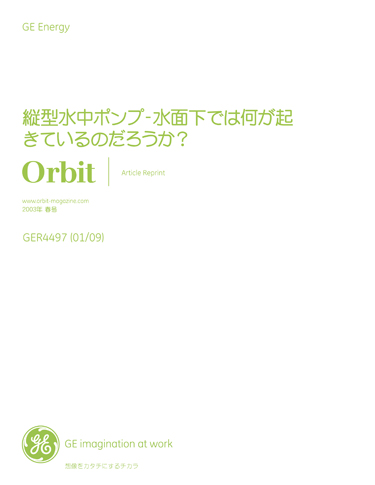 GE Energy
縦型水中ポンプ-水面下では何が起
きているのだろうか？
Orbit
Article Reprint
www.orbit-magazine.com
2003年 春号
GER4497 (01/09)
GE imagination at work
想像をカタチにするチカラ